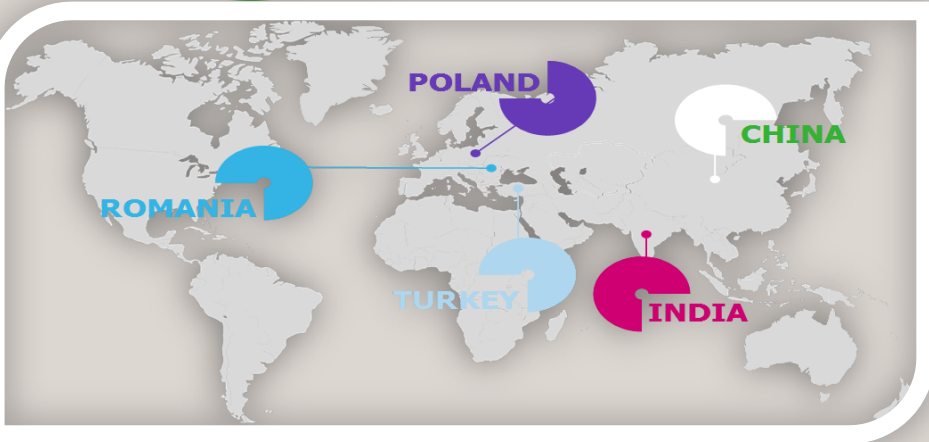 POLAND
CHINA
ROMANIA
TURKEY
INDIA